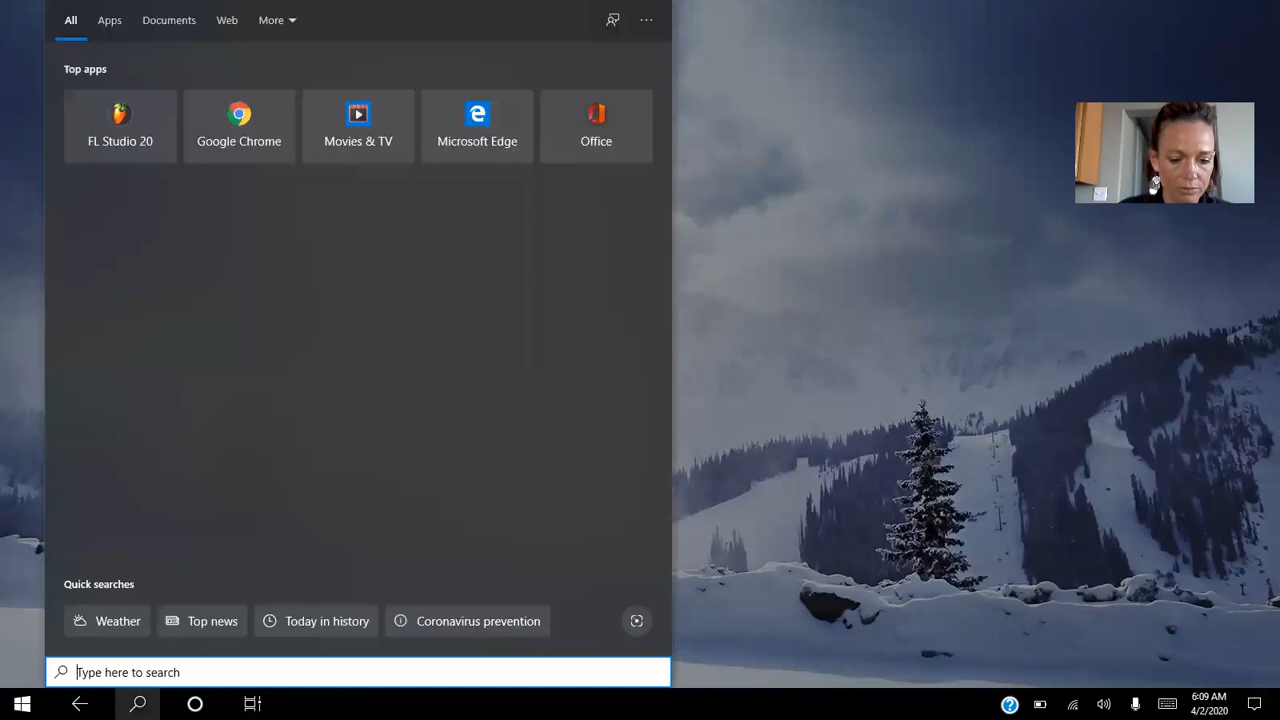 All Apps Documents Web More
Top apps
FL Studio 20 Google Chrome Movies & TV Microsoft Edge Office
Quick searches
Weather Top news Today in history Coronavirus prevention
Type here to search
6:09 AM
4/2/2020